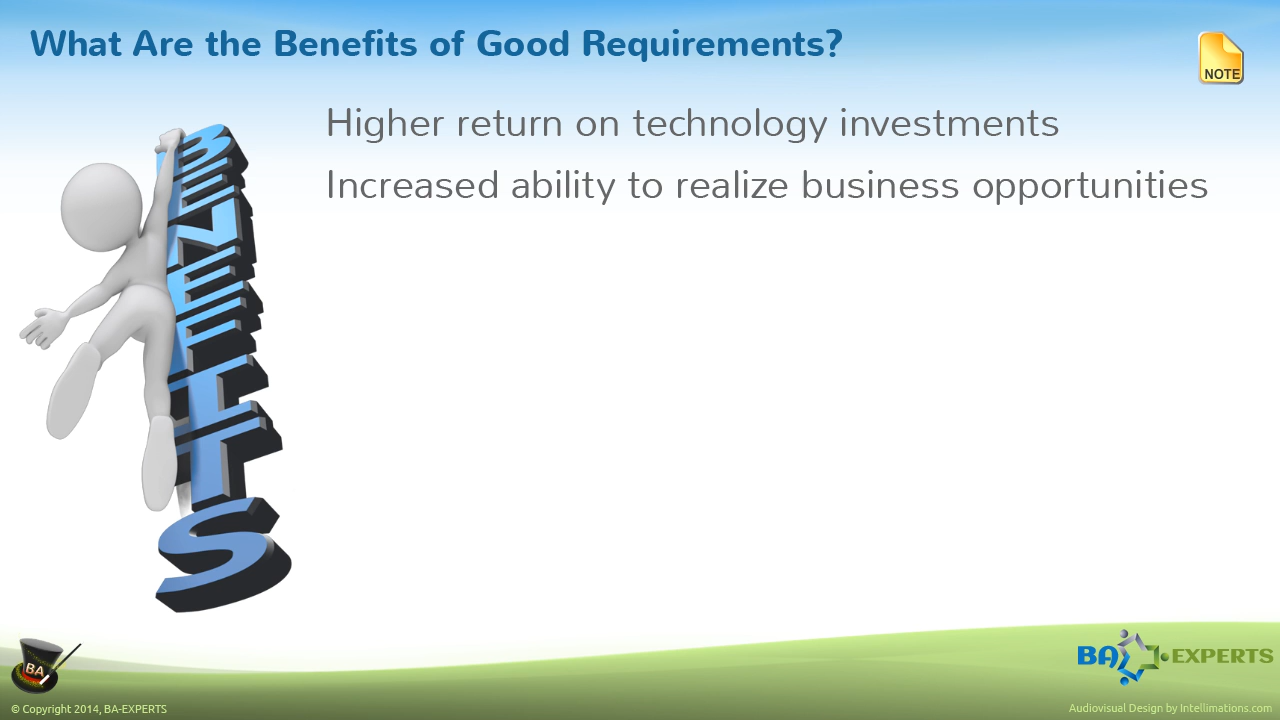 What Are the Benefits of Good Requirements?
NOTE
Higher return on technology investments
Increased ability to realize business opportunities
BENEFITS
BA
BA EXPERTS
© Copyright 2014, BA-EXPERTS
Audiovisual Design by Intellimations.com